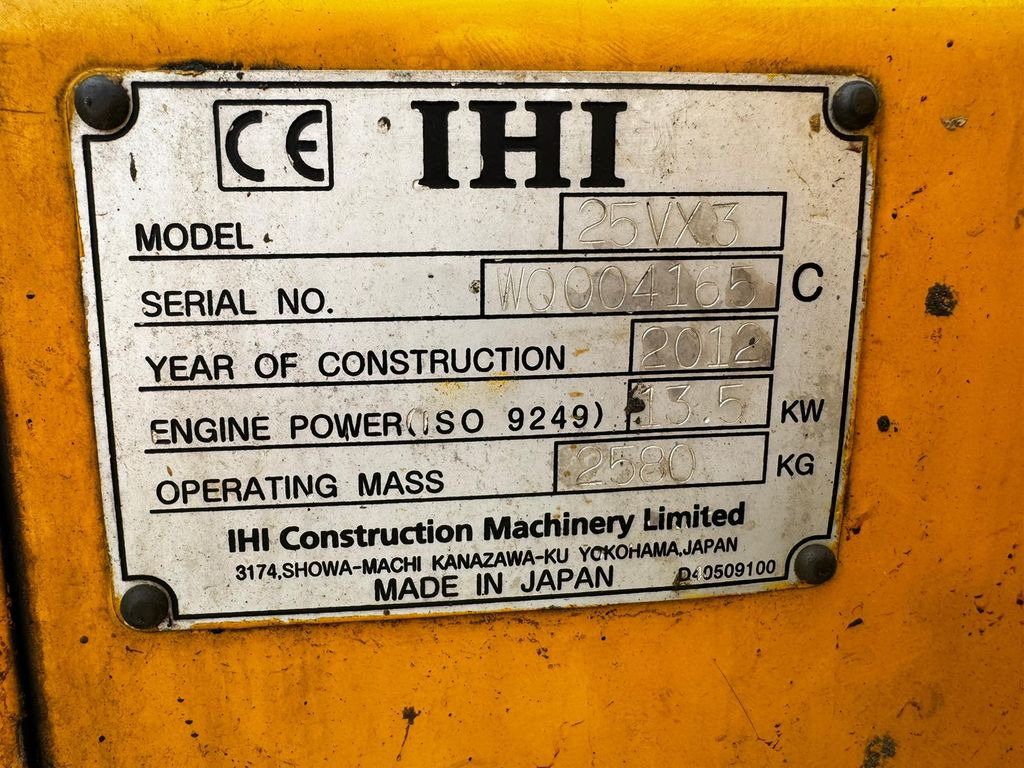 CE IHI
MODEL 25VX3
SERIAL NO. WQ004165 C
YEAR OF CONSTRUCTION 2012
ENGINE POWER(ISO 9249) 13.5 KW
OPERATING MASS 2580 KG
IHI Construction Machinery Limited
3174,SHOWA-MACHI KANAZAWA-KU YOKOHAMA,JAPAN
MADE IN JAPAN D40509100